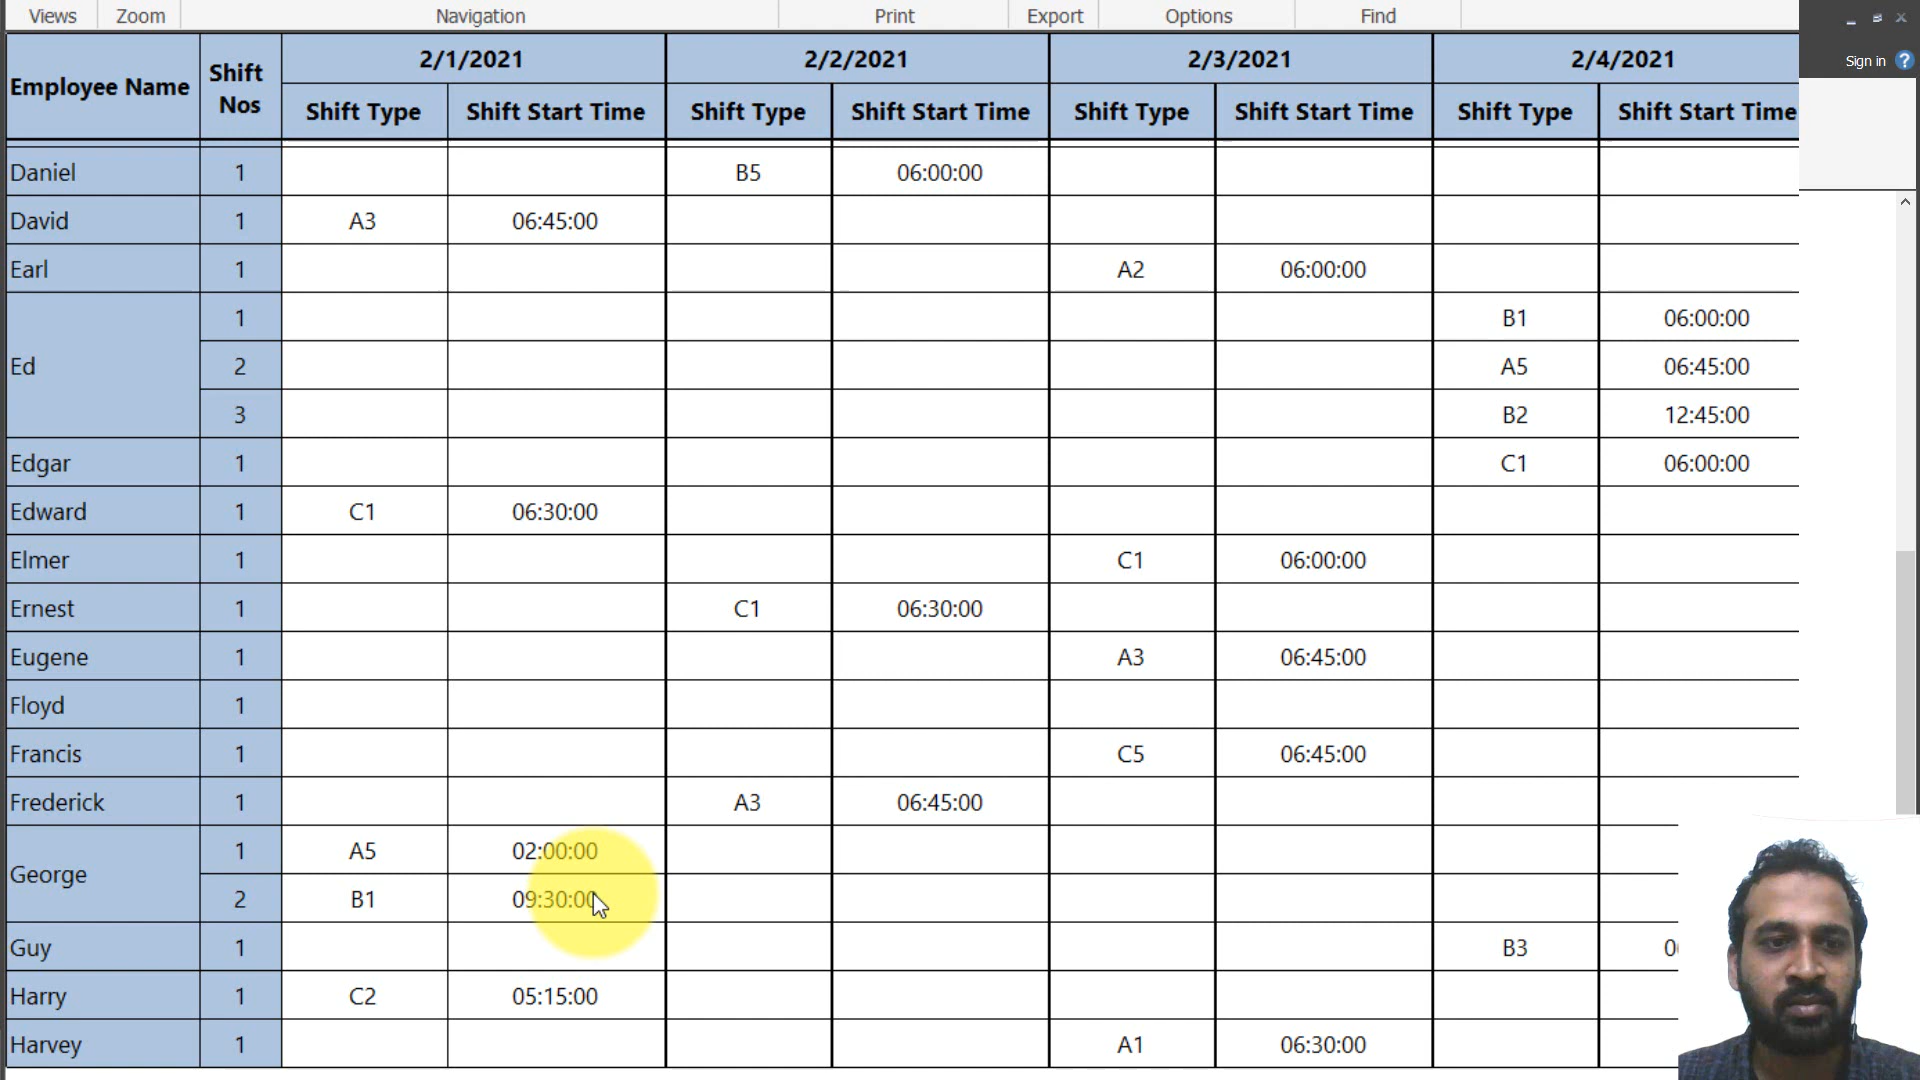 Views Zoom Navigation Print Export Options Find
Sign in ?
2/1/2021 2/2/2021 2/3/2021 2/4/2021
Employee Name Shift Nos Shift Type Shift Start Time Shift Type Shift Start Time Shift Type Shift Start Time Shift Type Shift Start Time
Daniel 1 B5 06:00:00
David 1 A3 06:45:00
Earl 1 A2 06:00:00
Ed 1 B1 06:00:00
2 A5 06:45:00
3 B2 12:45:00
Edgar 1 C1 06:00:00
Edward 1 C1 06:30:00
Elmer 1 C1 06:00:00
Ernest 1 C1 06:30:00
Eugene 1 A3 06:45:00
Floyd 1
Francis 1 C5 06:45:00
Frederick 1 A3 06:45:00
George 1 A5 02:00:00
2 B1 09:30:00
Guy 1 B3
Harry 1 C2 05:15:00
Harvey 1 A1 06:30:00